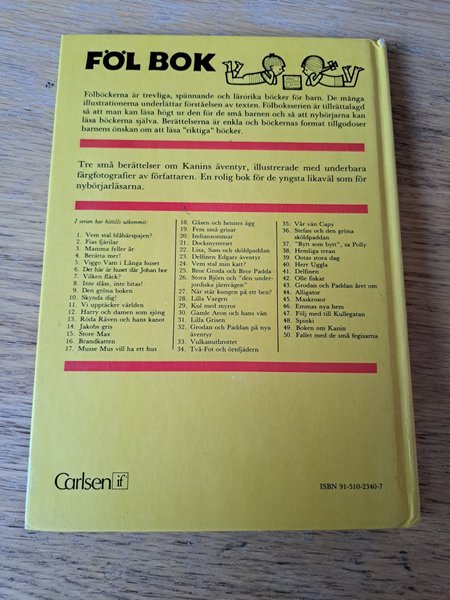 FÖL BOK
Fölböckerna är trevliga, spännande och lärorika böcker för barn. De många
illustrationerna underlättar förståelsen av texten. Fölboksserien är tillrättalagd
så att man kan läsa högt ur den för de små barnen och så att nybörjarna kan
läsa böckerna själva. Berättelserna är enkla och böckernas format tillgodoser
barnens önskan om att läsa "riktiga" böcker.
Tre små berättelser om Kanins äventyr, illustrerade med underbara
färgfotografier av författaren. En rolig bok för de yngsta likaväl som för
nybörjarläsarna.
I serien har hittills utkommit:
1. Vem stal blåbärspajen?
2. Fias fjärilar
3. Mamma fyller år
4. Berätta mer!
5. Viggo Vam i Långa huset
6. Det här är huset där Johan bor
7. Vilken fläck?
8. Inte slåss, inte bitas!
9. Den gröna boken
10. Skynda dig!
11. Vi upptäcker världen
12. Harry och damen som sjöng
13. Röda Räven och hans kanot
14. Jakobs gris
15. Store Max
16. Brandkatten
17. Musse Mus vill ha ett hus
18. Gåsen och hennes ägg
19. Fem små grisar
20. Indiansommar
21. Dockmysteriet
22. Lisa, Sam och sköldpaddan
23. Delfinen Edgars äventyr
24. Vem stal min katt?
25. Bror Groda och Bror Padda
26. Stora Björn och "den under-
jordiska järnvägen"
27. När står kungen på ett ben?
28. Lilla Vargen
29. Kul med myror
30. Gamle Aron och hans vän
31. Lilla Grisen
32. Grodan och Paddan på nya
äventyr
33. Vulkanutbrottet
34. Två-Fot och örnfjädern
35. Vår vän Capy
36. Stefan och den gröna
sköldpaddan
37. "Bytt som bytt", sa Polly
38. Hemliga trean
39. Ootas stora dag
40. Herr Uggla
41. Delfinen
42. Olle fiskar
43. Grodan och Paddan året om
44. Alligator
45. Maskrosor
46. Emmas nya hem
47. Följ med till Kullegatan
48. Spinki
49. Boken om Kanin
50. Fallet med de små fegisarna
Carlsen if
ISBN 91-510-2340-7